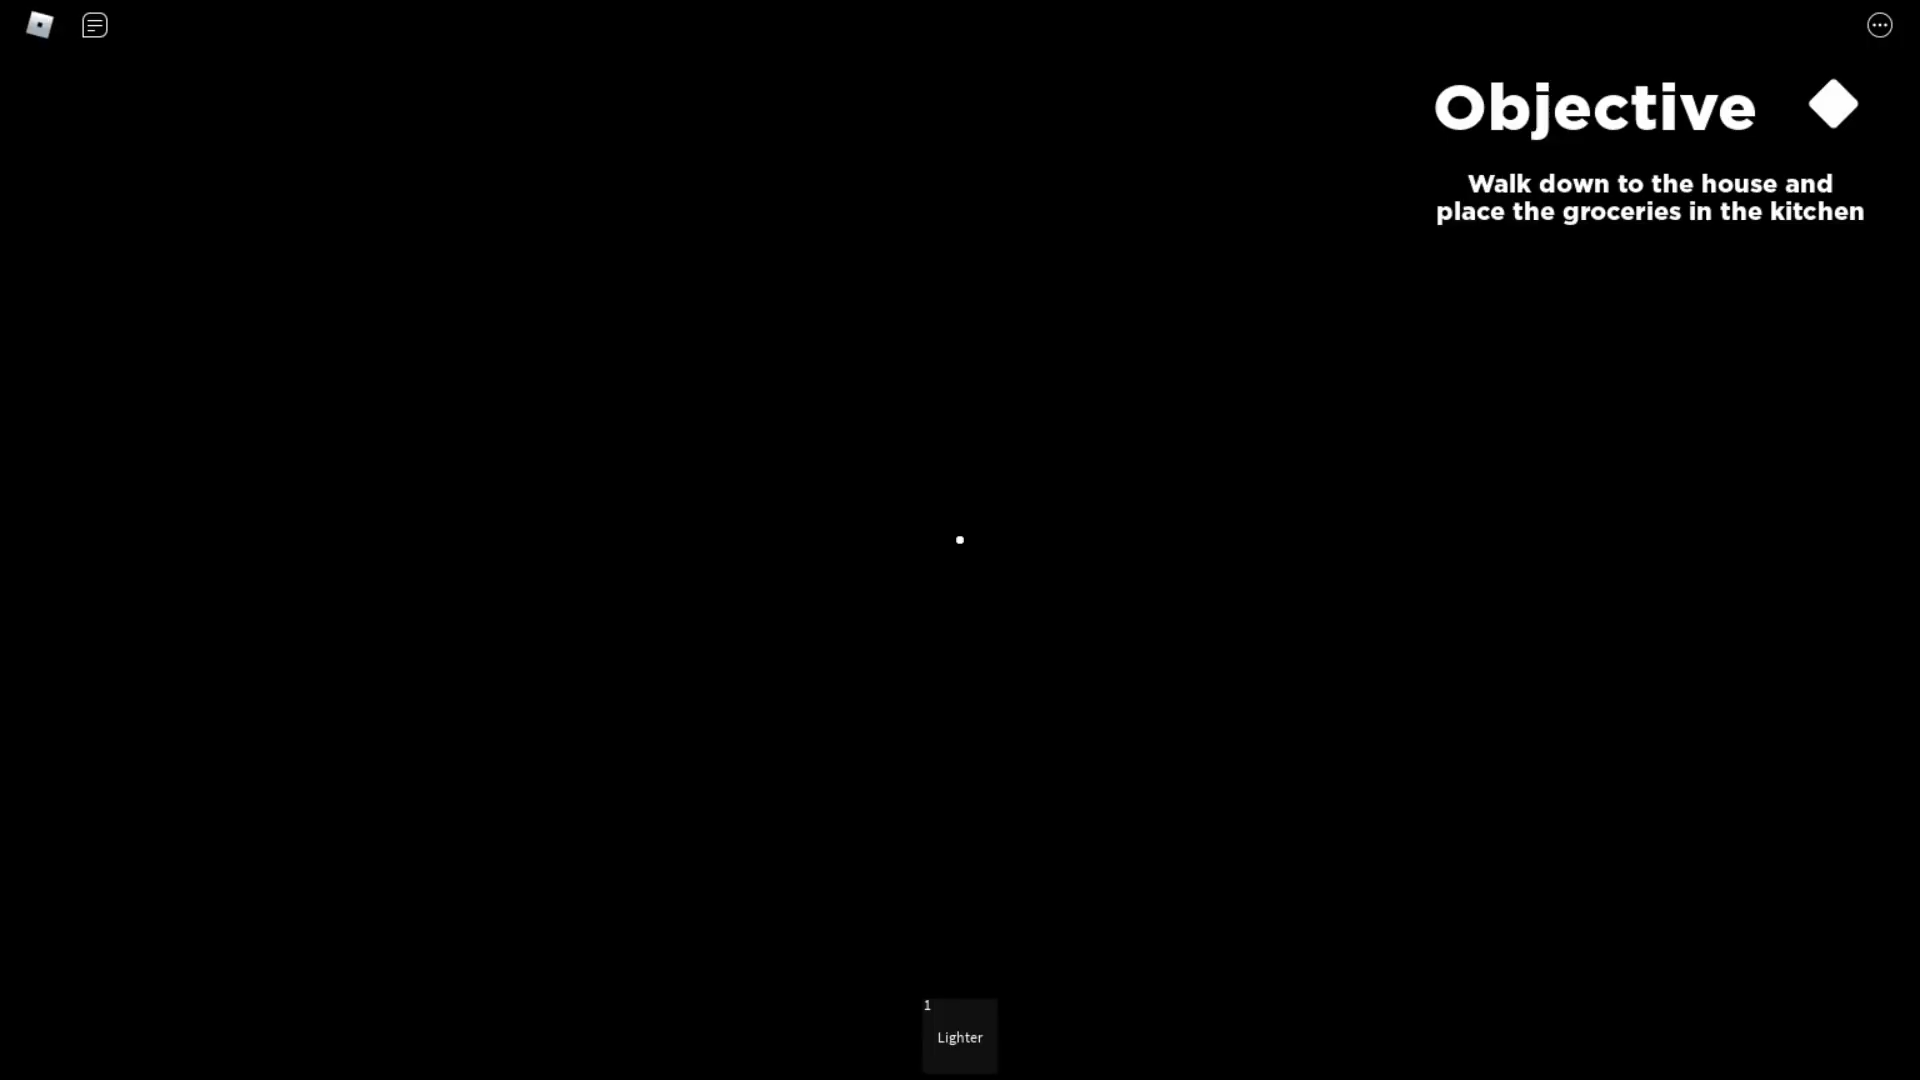 Objective
Walk down to the house and
place the groceries in the kitchen
1
Lighter